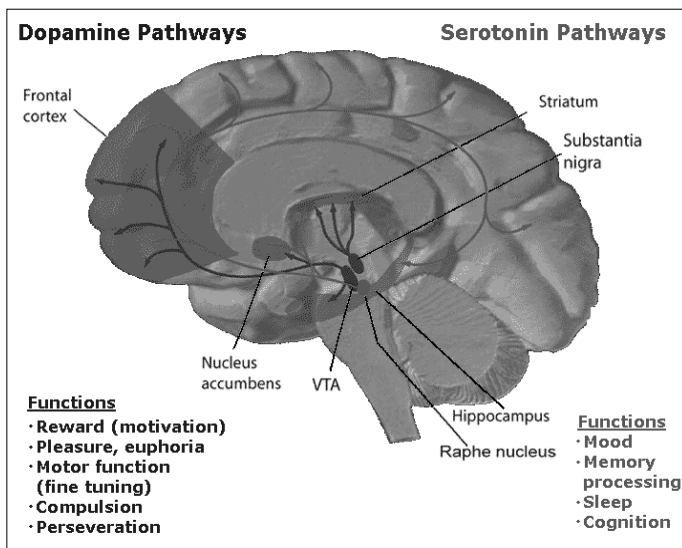 Dopamine Pathways
Serotonin Pathways
Frontal
cortex
Striatum
Substantia
nigra
Nucleus
accumbens
VTA
Hippocampus
Raphe nucleus
Functions
·Reward (motivation)
·Pleasure, euphoria
·Motor function
(fine tuning)
·Compulsion
·Perseveration
Functions
·Mood
·Memory
processing
·Sleep
·Cognition